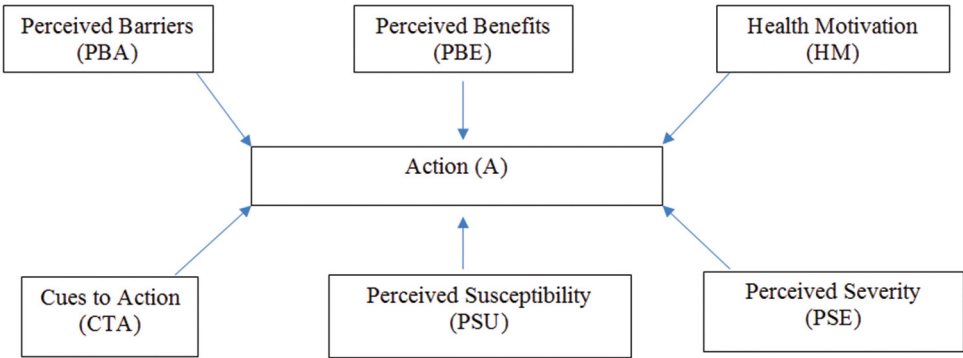 Perceived Barriers
(PBA)
Perceived Benefits
(PBE)
Health Motivation
(HM)
Action (A)
Cues to Action
(CTA)
Perceived Susceptibility
(PSU)
Perceived Severity
(PSE)